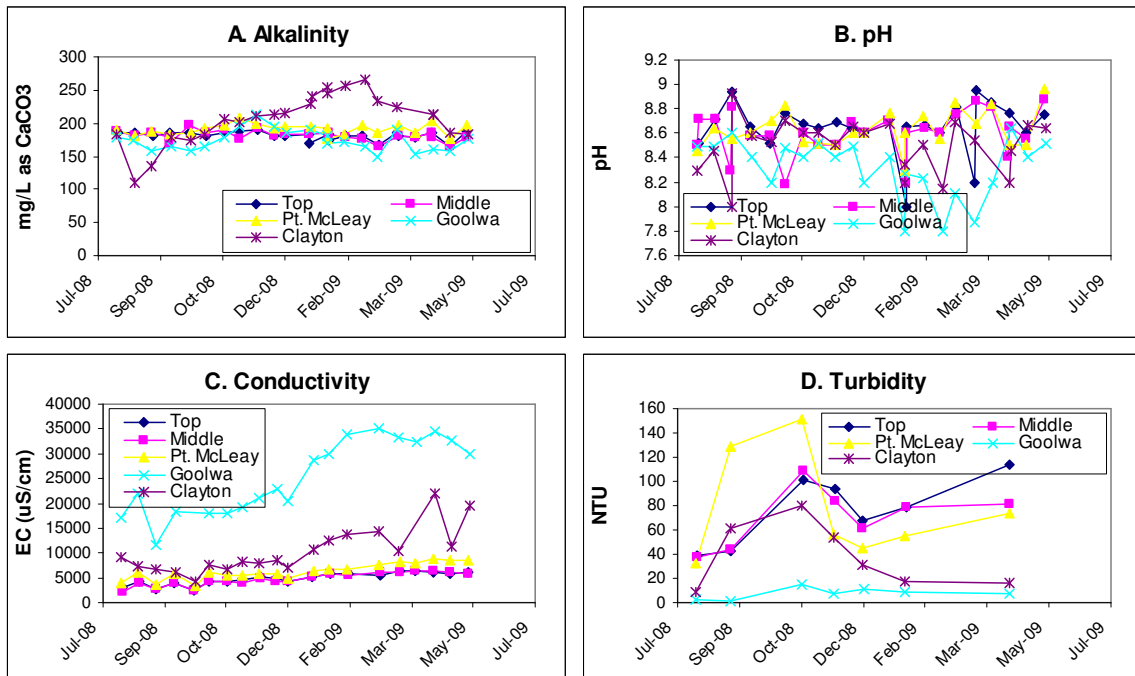 A. Alkalinity
mg/L as CaCO3
300
250
200
150
100
50
0
Top
Middle
Pt. McLeay
Goolwa
Clayton
Jul-08
Sep-08
Oct-08
Dec-08
Feb-09
Mar-09
May-09
Jul-09
B. pH
pH
9.2
9
8.8
8.6
8.4
8.2
8
7.8
7.6
Top
Middle
Pt. McLeay
Goolwa
Clayton
Jul-08
Sep-08
Oct-08
Dec-08
Feb-09
Mar-09
May-09
Jul-09
C. Conductivity
EC (uS/cm)
40000
35000
30000
25000
20000
15000
10000
5000
0
Top
Middle
Pt. McLeay
Goolwa
Clayton
Jul-08
Sep-08
Oct-08
Dec-08
Feb-09
Mar-09
May-09
Jul-09
D. Turbidity
NTU
160
140
120
100
80
60
40
20
0
Top
Middle
Pt. McLeay
Goolwa
Clayton
Jul-08
Sep-08
Oct-08
Dec-08
Feb-09
Mar-09
May-09
Jul-09